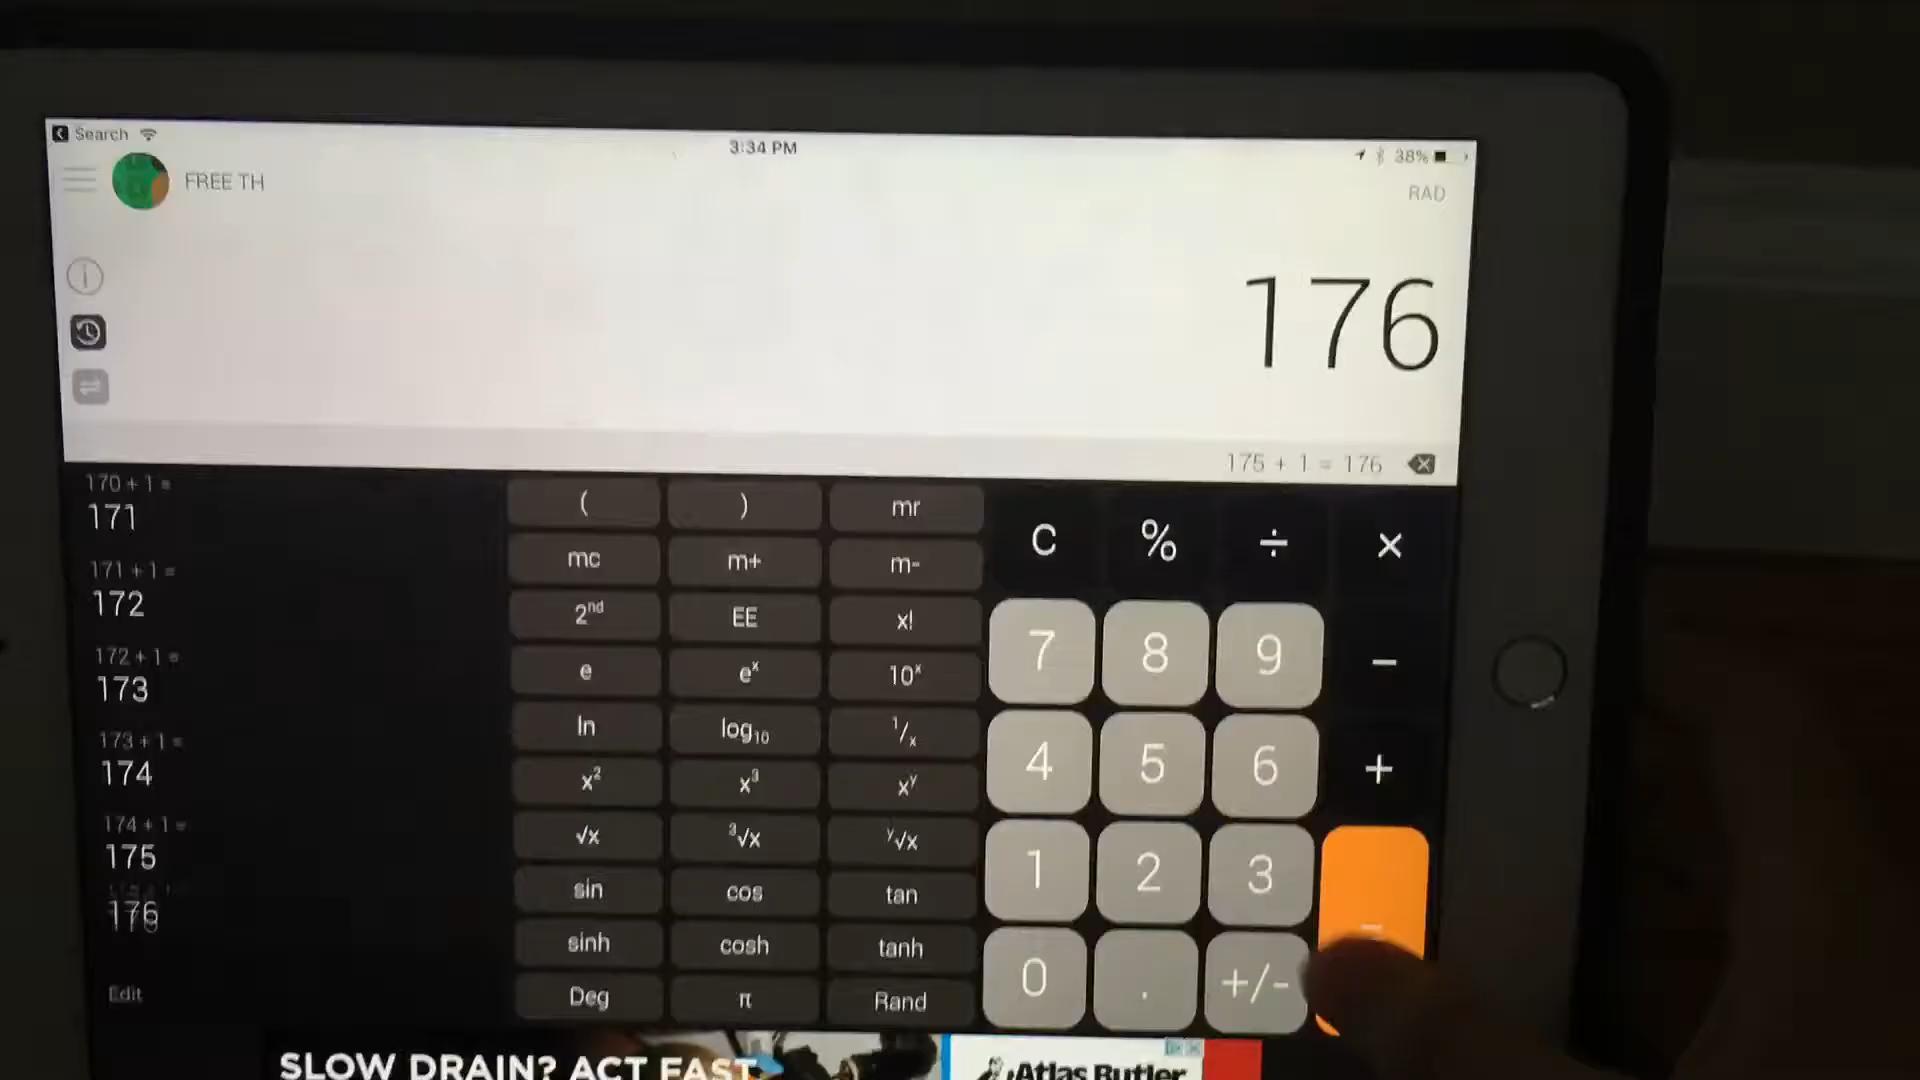 Search
3:34 PM
38%
FREE TH
RAD
176
175 + 1 = 176
170 + 1 =
171
171 + 1 =
172
172 + 1 =
173
173 + 1 =
174
174 + 1 =
175
176
Edit
( ) mr
mc m+ m-
2nd EE x!
e eˣ 10ˣ
ln log₁₀ 1/x
x² x³ xʸ
√x ³√x ʸ√x
sin cos tan
sinh cosh tanh
Deg π Rand
C % ÷ ×
7 8 9 −
4 5 6 +
1 2 3 =
0 . +/-
SLOW DRAIN? ACT FAST
Atlas Butler